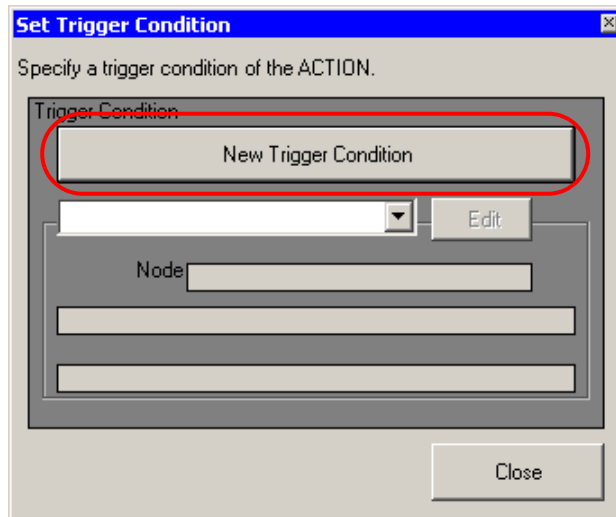 Set Trigger Condition
Specify a trigger condition of the ACTION.
Trigger Condition
New Trigger Condition
Edit
Node
Close